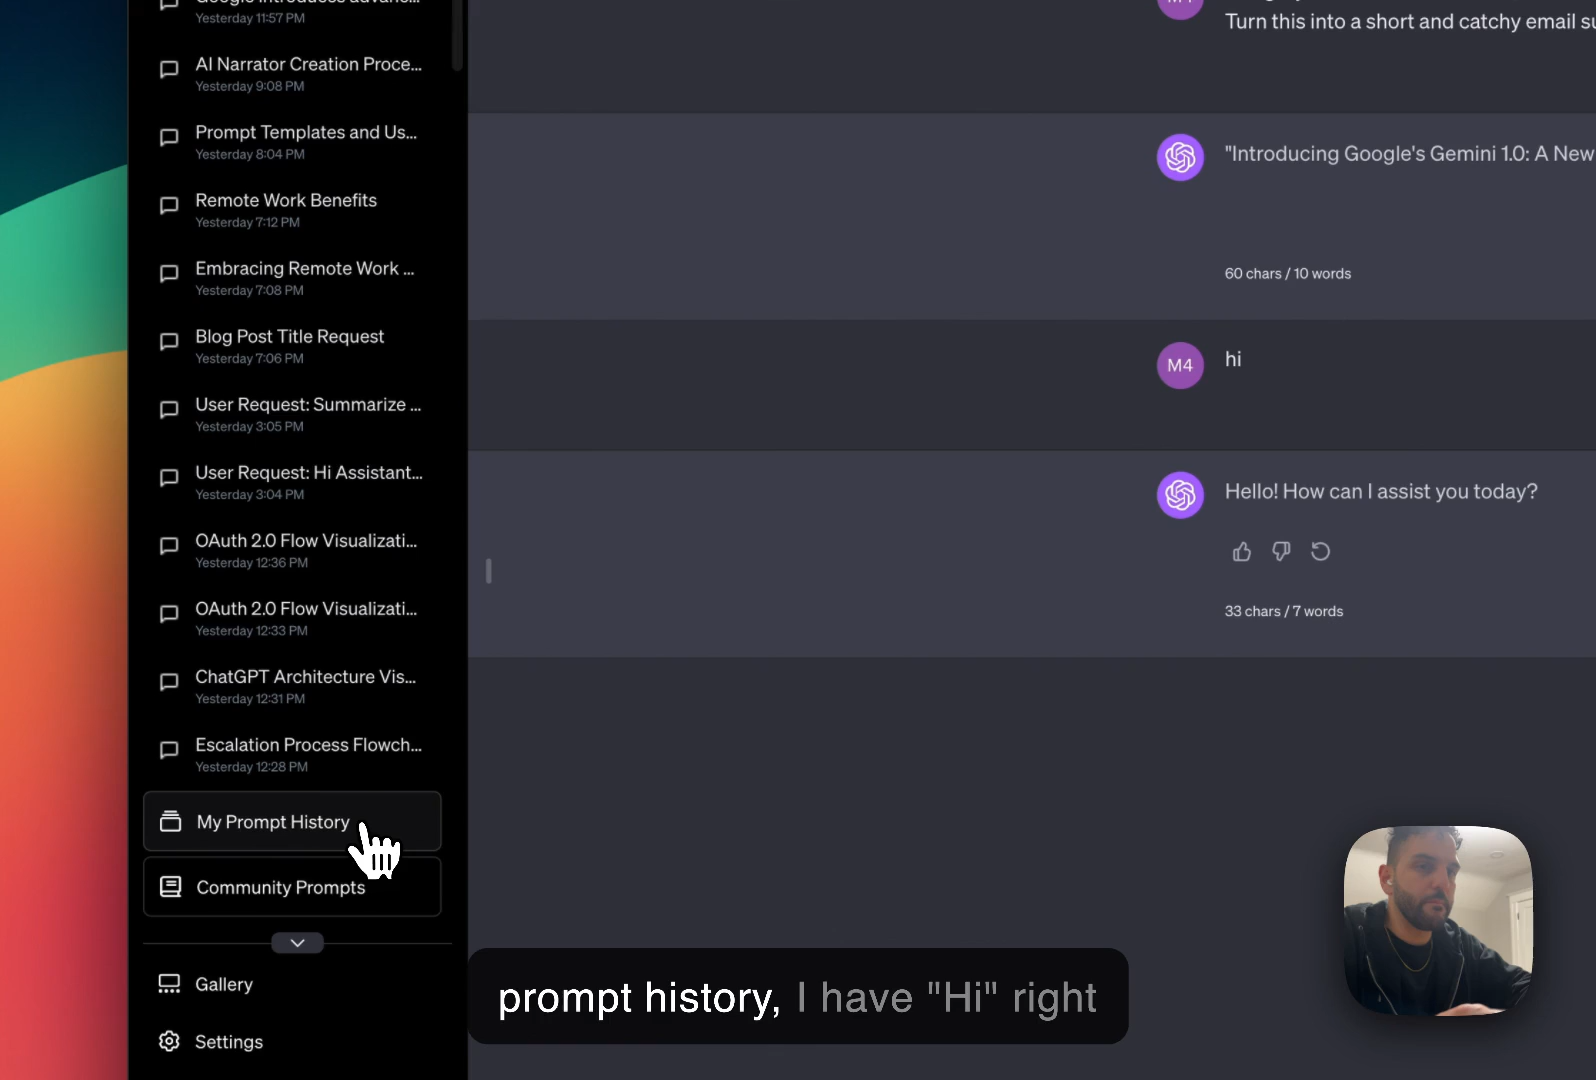 Yesterday 11:57 PM
AI Narrator Creation Proce...
Yesterday 9:08 PM
Prompt Templates and Us...
Yesterday 8:04 PM
Remote Work Benefits
Yesterday 7:12 PM
Embracing Remote Work ...
Yesterday 7:08 PM
Blog Post Title Request
Yesterday 7:06 PM
User Request: Summarize ...
Yesterday 3:05 PM
User Request: Hi Assistant...
Yesterday 3:04 PM
OAuth 2.0 Flow Visualizati...
Yesterday 12:36 PM
OAuth 2.0 Flow Visualizati...
Yesterday 12:33 PM
ChatGPT Architecture Vis...
Yesterday 12:31 PM
Escalation Process Flowch...
Yesterday 12:28 PM
My Prompt History
Community Prompts
Gallery
Settings
Turn this into a short and catchy email su
"Introducing Google's Gemini 1.0: A New
60 chars / 10 words
M4
hi
Hello! How can I assist you today?
33 chars / 7 words
prompt history, I have "Hi" right